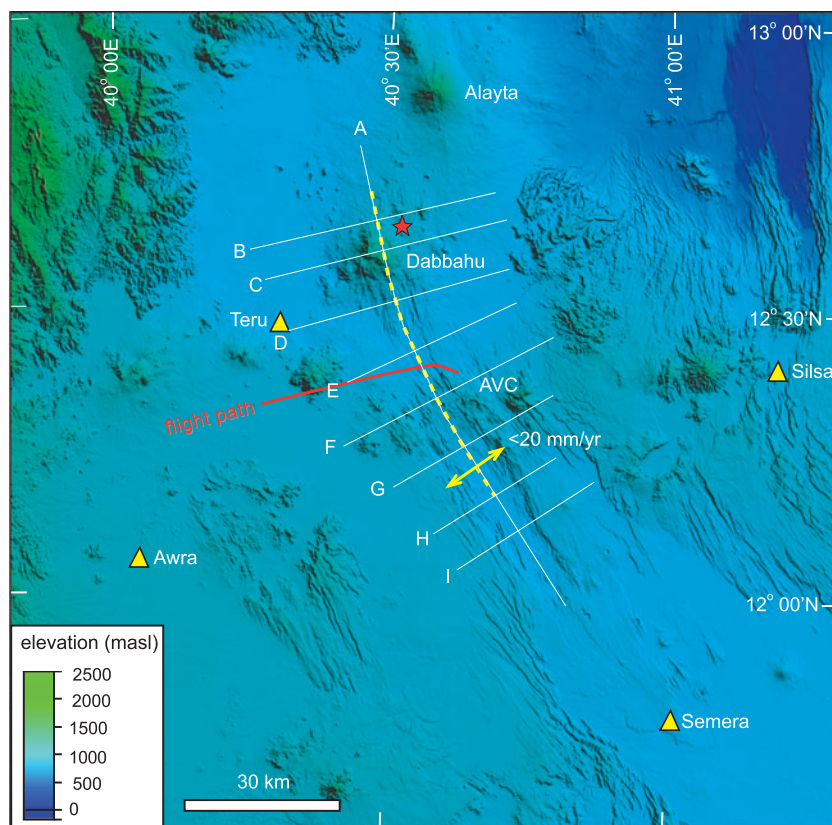 40° 00'E
40° 30'E
41° 00'E
13° 00'N
Alayta
A
B
C
Dabbahu
Teru
D
12° 30'N
Silsa
E
AVC
flight path
F
<20 mm/yr
G
H
Awra
I
12° 00'N
elevation (masl)
2500
2000
1500
1000
500
0
30 km
Semera